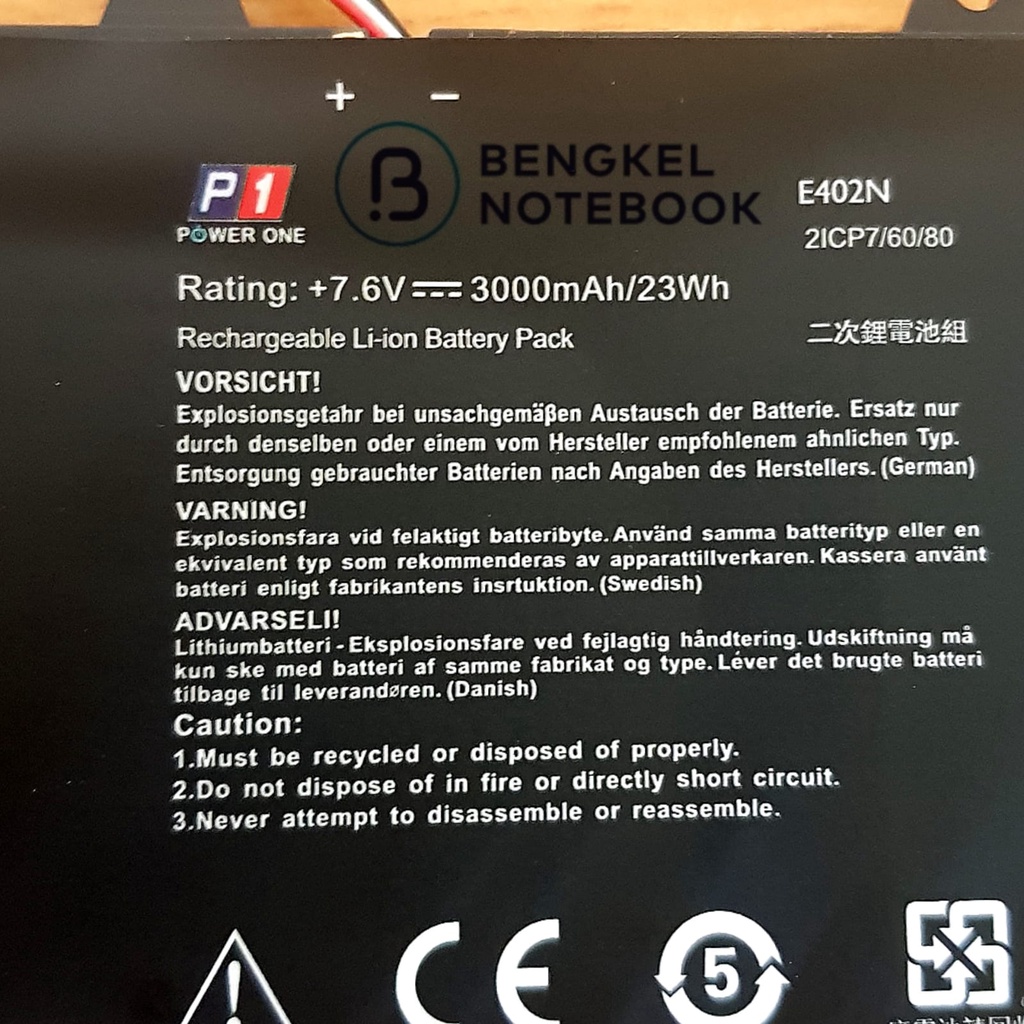 + −
P1
POWER ONE
BENGKEL
NOTEBOOK
E402N
2ICP7/60/80
Rating: +7.6V⎓3000mAh/23Wh
Rechargeable Li-ion Battery Pack
二次鋰電池組
VORSICHT!
Explosionsgetahr bei unsachgemäβen Austausch der Batterie. Ersatz nur
durch denselben oder einem vom Hersteller empfohlenem ahnlichen Typ.
Entsorgung gebrauchter Batterien nach Angaben des Herstellers. (German)
VARNING!
Explosionsfara vid felaktigt batteribyte. Använd samma batterityp eller en
ekvivalent typ som rekommenderas av apparattillverkaren. Kassera använt
batteri enligt fabrikantens insrtuktion. (Swedish)
ADVARSELI!
Lithiumbatteri - Eksplosionsfare ved fejlagtig håndtering. Udskiftning må
kun ske med batteri af samme fabrikat og type. Léver det brugte batteri
tilbage til leverandøren. (Danish)
Caution:
1.Must be recycled or disposed of properly.
2.Do not dispose of in fire or directly short circuit.
3.Never attempt to disassemble or reassemble.
CE
5